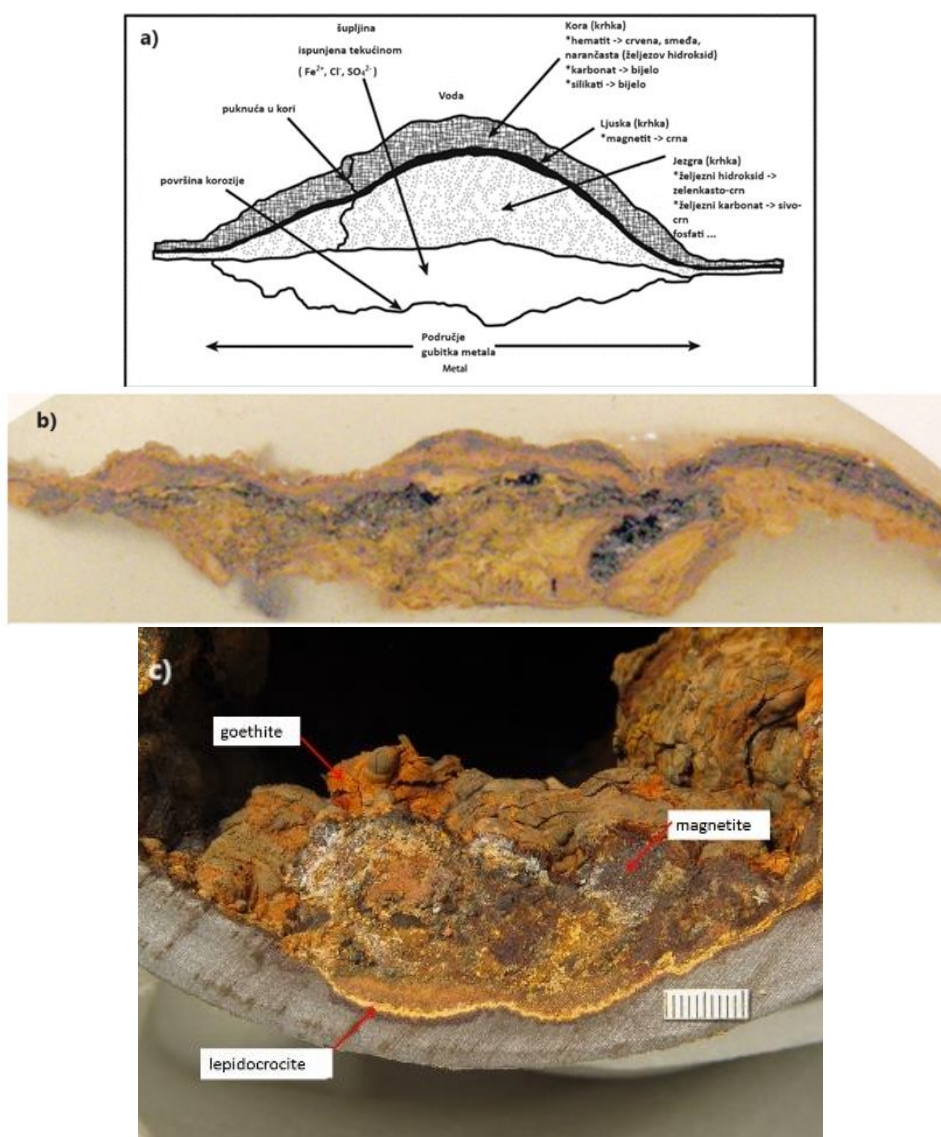 a)
šupljina
ispunjena tekućinom
( Fe²⁺, Cl⁻, SO₄²⁻ )
puknuća u kori
površina korozije
Voda
Kora (krhka)
*hematit -> crvena, smeđa,
narančasta (željezov hidroksid)
*karbonat -> bijelo
*silikati -> bijelo
Ljuska (krhka)
*magnetit -> crna
Jezgra (krhka)
*željezni hidroksid ->
zelenkasto-crn
*željezni karbonat -> sivo-
crn
fosfati ...
Područje
gubitka metala
Metal
b)
c)
goethite
magnetite
lepidocrocite